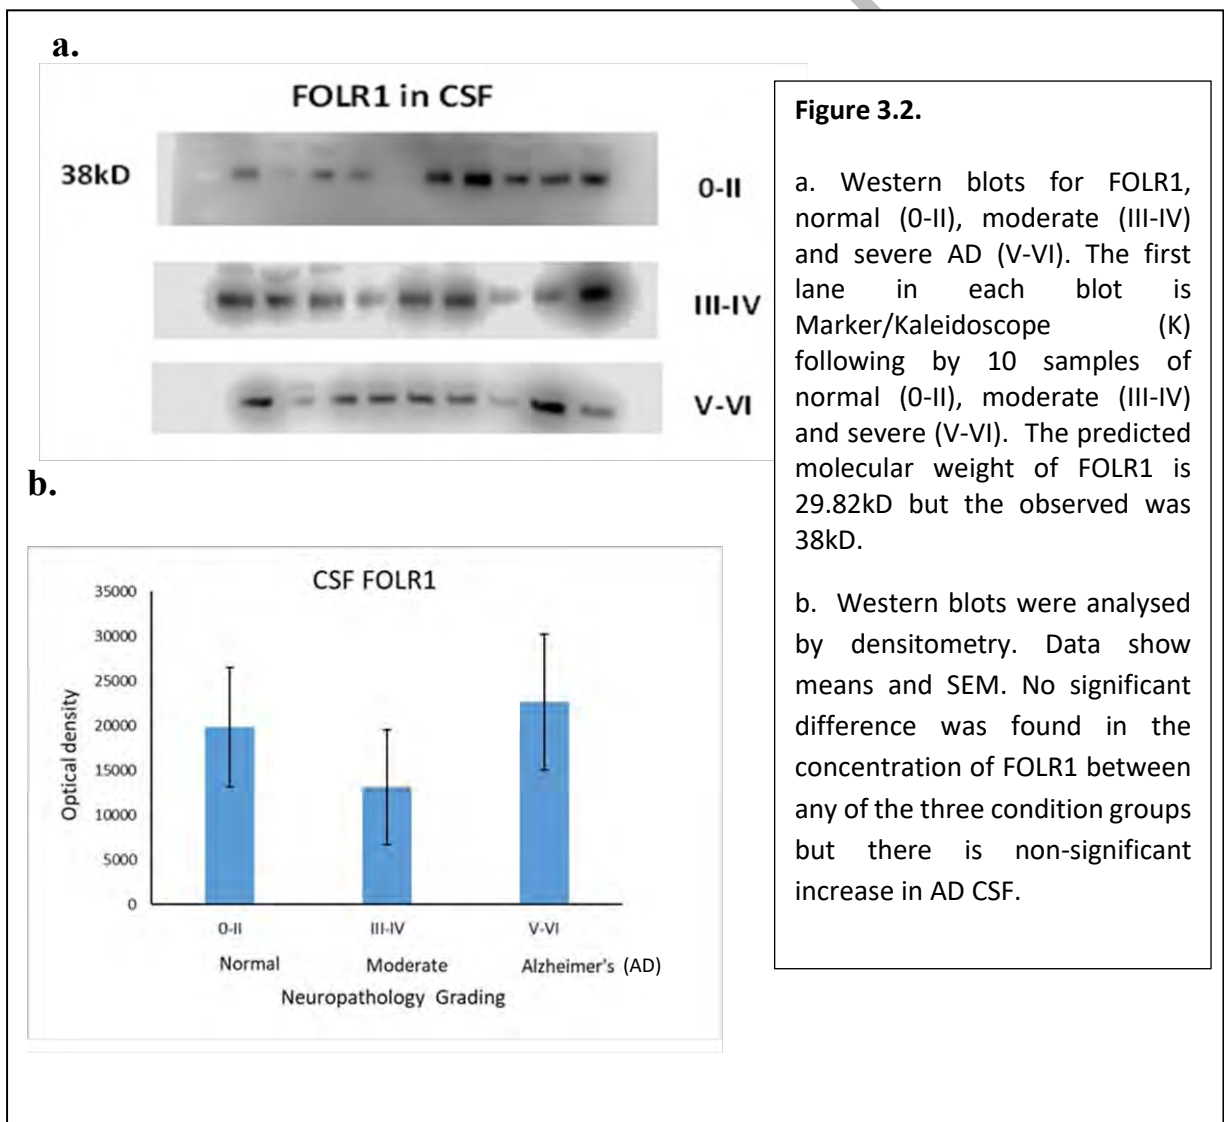 a.
FOLR1 in CSF
38kD
0-II
III-IV
V-VI
b.
CSF FOLR1
35000
30000
25000
20000
15000
10000
5000
0
Optical density
0-II
III-IV
V-VI
Normal
Moderate
Alzheimer's (AD)
Neuropathology Grading
Figure 3.2.
a. Western blots for FOLR1,
normal (0-II), moderate (III-IV)
and severe AD (V-VI). The first
lane in each blot is
Marker/Kaleidoscope (K)
following by 10 samples of
normal (0-II), moderate (III-IV)
and severe (V-VI). The predicted
molecular weight of FOLR1 is
29.82kD but the observed was
38kD.
b. Western blots were analysed
by densitometry. Data show
means and SEM. No significant
difference was found in the
concentration of FOLR1 between
any of the three condition groups
but there is non-significant
increase in AD CSF.